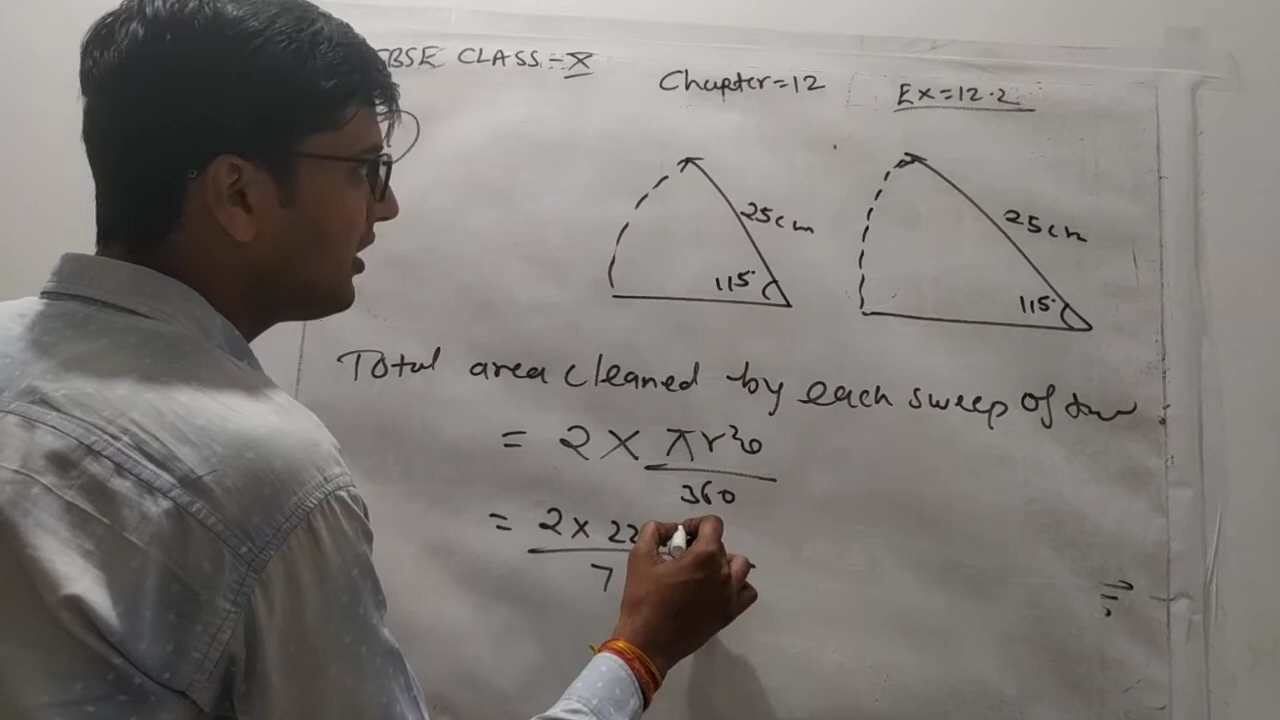 CBSE CLASS = X
Chapter = 12
Ex = 12.2
25cm
115°
25cm
115°
Total area cleaned by each sweep of
= 2 × πr²θ
360
= 2 × 22
7